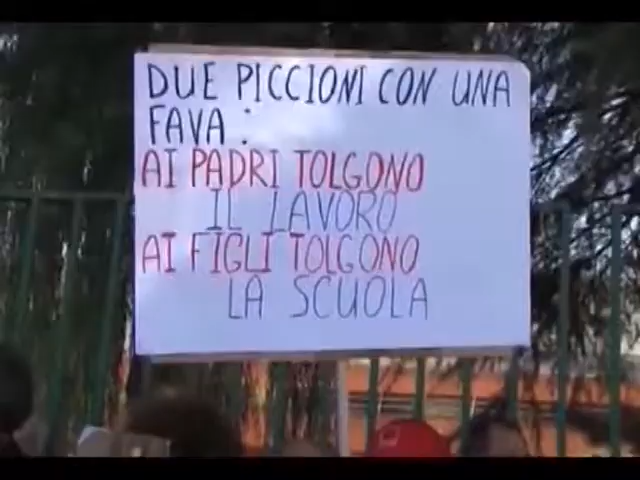 DUE PICCIONI CON UNA
FAVA:
AI PADRI TOLGONO
IL LAVORO
AI FIGLI TOLGONO
LA SCUOLA